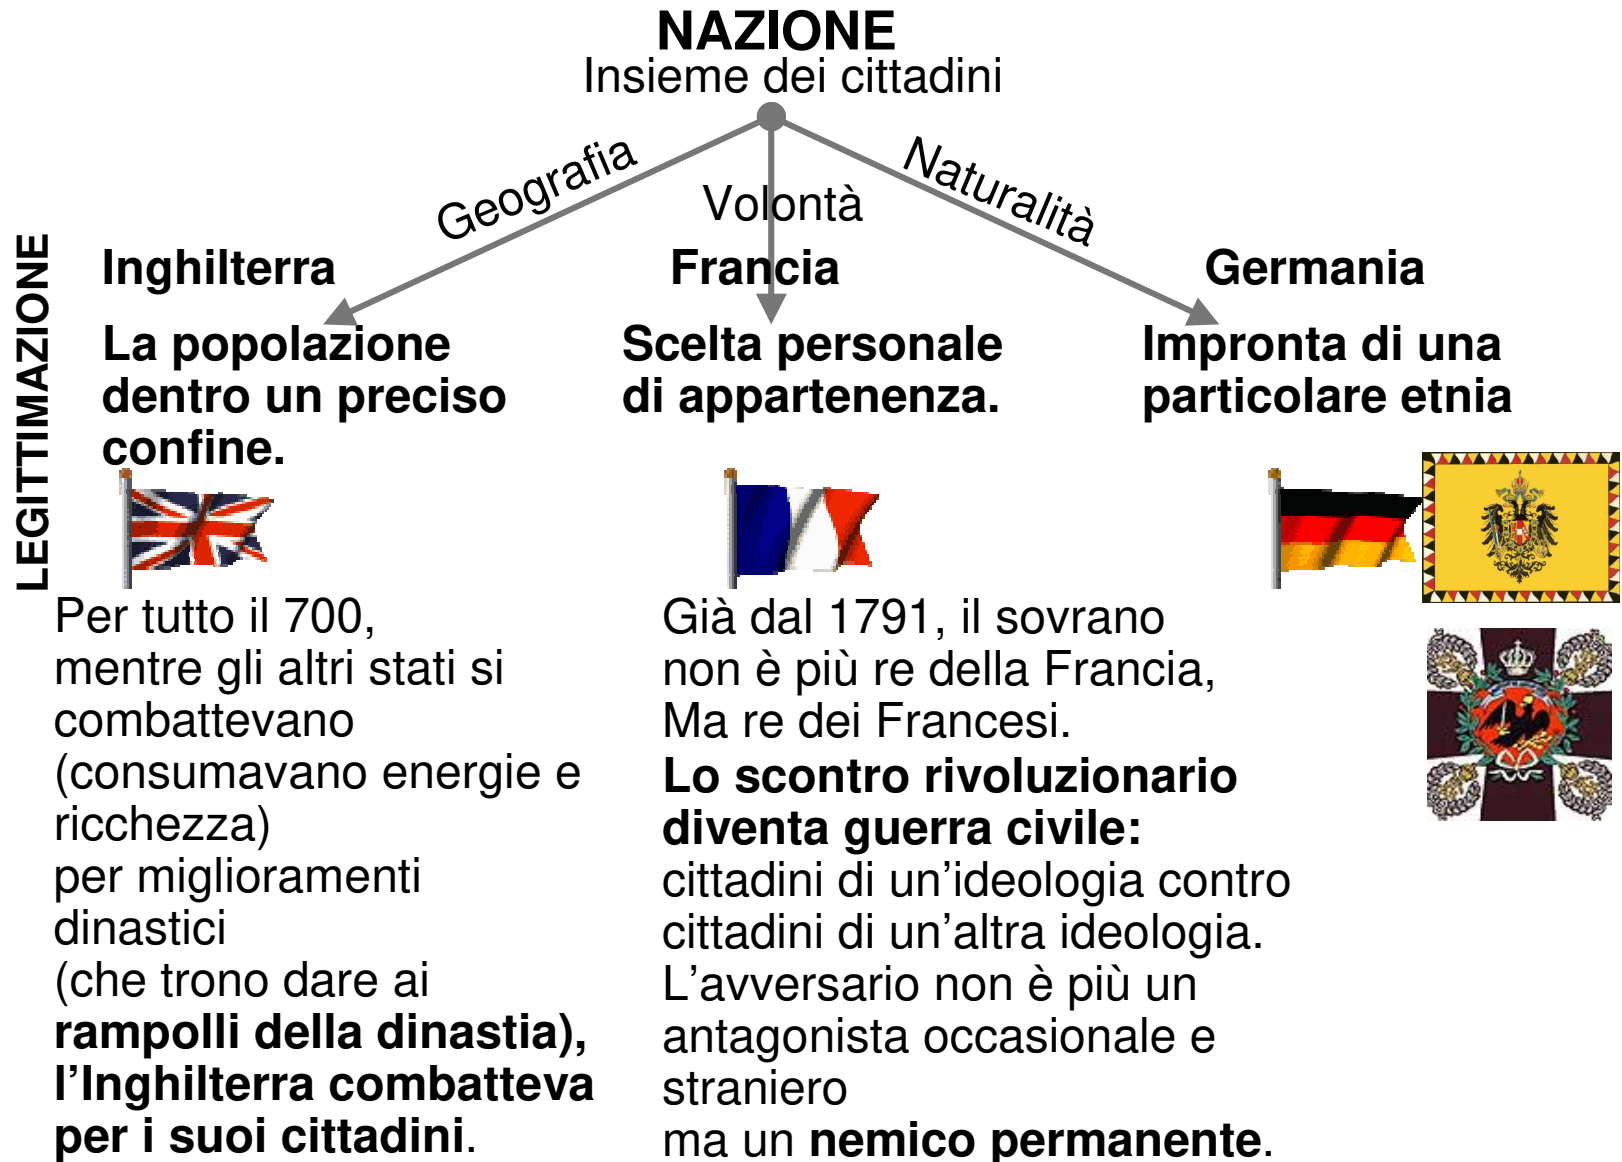 NAZIONE
Insieme dei cittadini
Geografia
Volontà
Naturalità
LEGITTIMAZIONE
Inghilterra
La popolazione
dentro un preciso
confine.
Francia
Scelta personale
di appartenenza.
Germania
Impronta di una
particolare etnia
Per tutto il 700,
mentre gli altri stati si
combattevano
(consumavano energie e
ricchezza)
per miglioramenti
dinastici
(che trono dare ai
rampolli della dinastia),
l’Inghilterra combatteva
per i suoi cittadini.
Già dal 1791, il sovrano
non è più re della Francia,
Ma re dei Francesi.
Lo scontro rivoluzionario
diventa guerra civile:
cittadini di un’ideologia contro
cittadini di un’altra ideologia.
L’avversario non è più un
antagonista occasionale e
straniero
ma un nemico permanente.